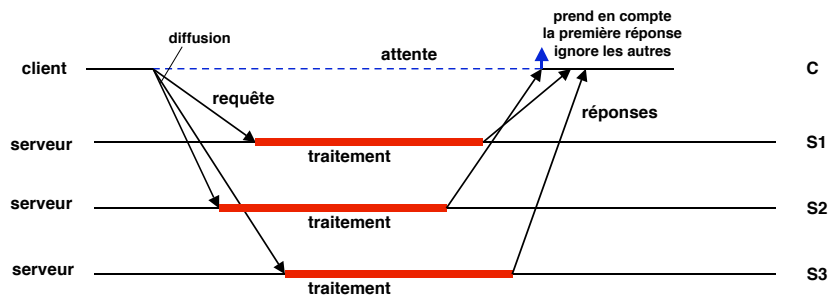 prend en compte
la première réponse
ignore les autres
diffusion
attente
client
C
requête
réponses
serveur
S1
traitement
serveur
S2
traitement
serveur
S3
traitement